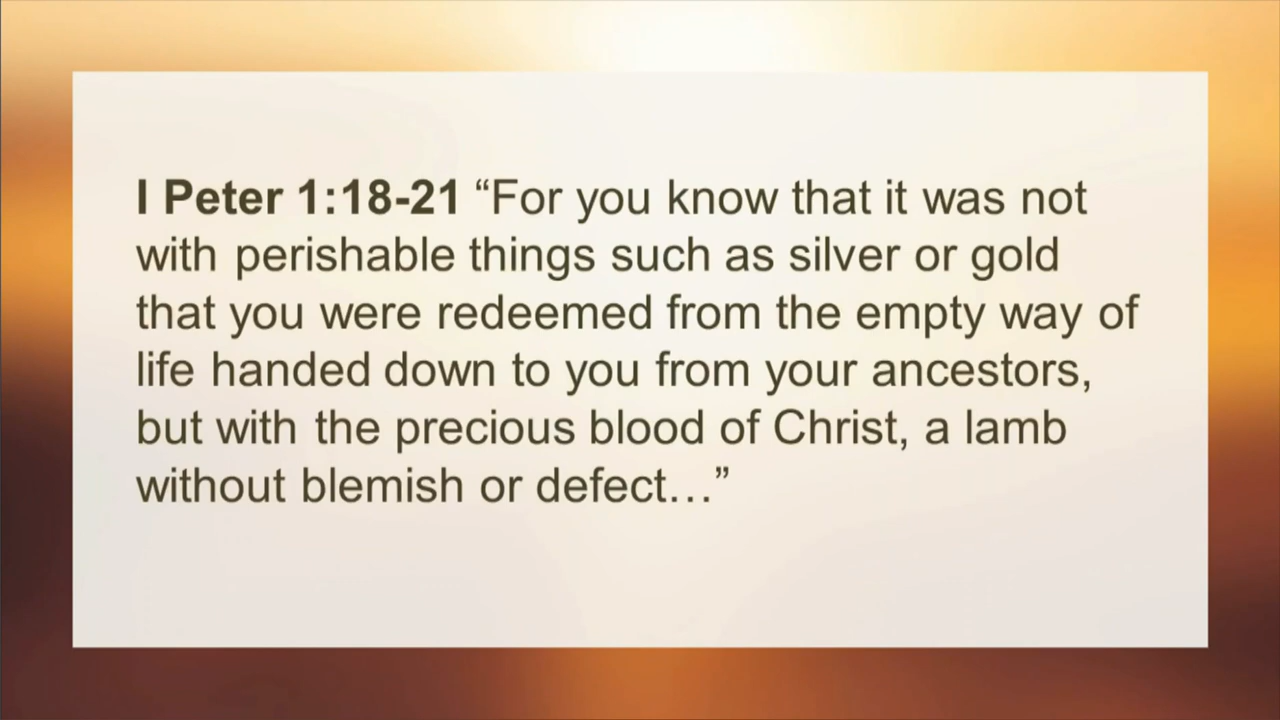 I Peter 1:18-21 “For you know that it was not
with perishable things such as silver or gold
that you were redeemed from the empty way of
life handed down to you from your ancestors,
but with the precious blood of Christ, a lamb
without blemish or defect…”